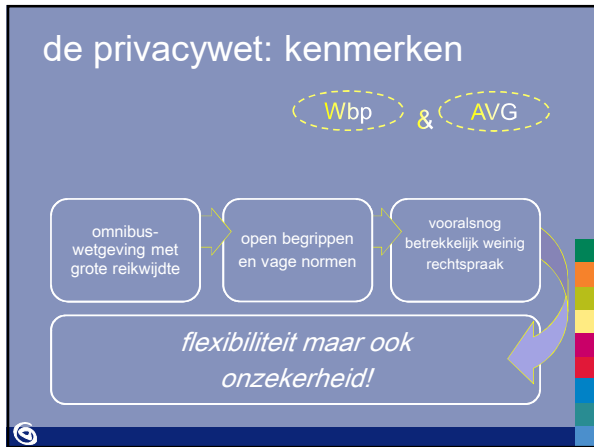 de privacywet: kenmerken
Wbp & AVG
omnibus-
wetgeving met
grote reikwijdte
open begrippen
en vage normen
vooralsnog
betrekkelijk weinig
rechtspraak
flexibiliteit maar ook
onzekerheid!